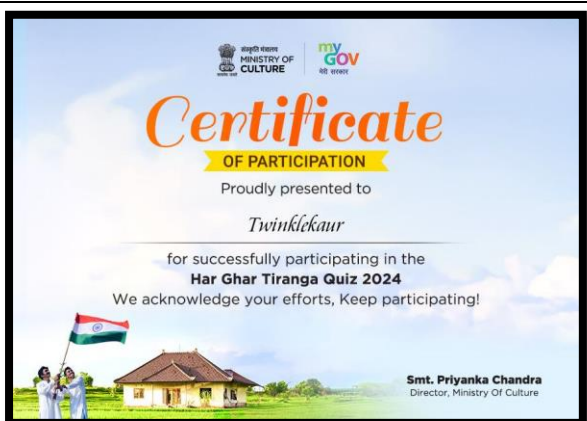 संस्कृति मंत्रालय
MINISTRY OF
CULTURE
my
GOV
मेरी सरकार
Certificate
OF PARTICIPATION
Proudly presented to
Twinklekaur
for successfully participating in the
Har Ghar Tiranga Quiz 2024
We acknowledge your efforts, Keep participating!
Smt. Priyanka Chandra
Director, Ministry Of Culture